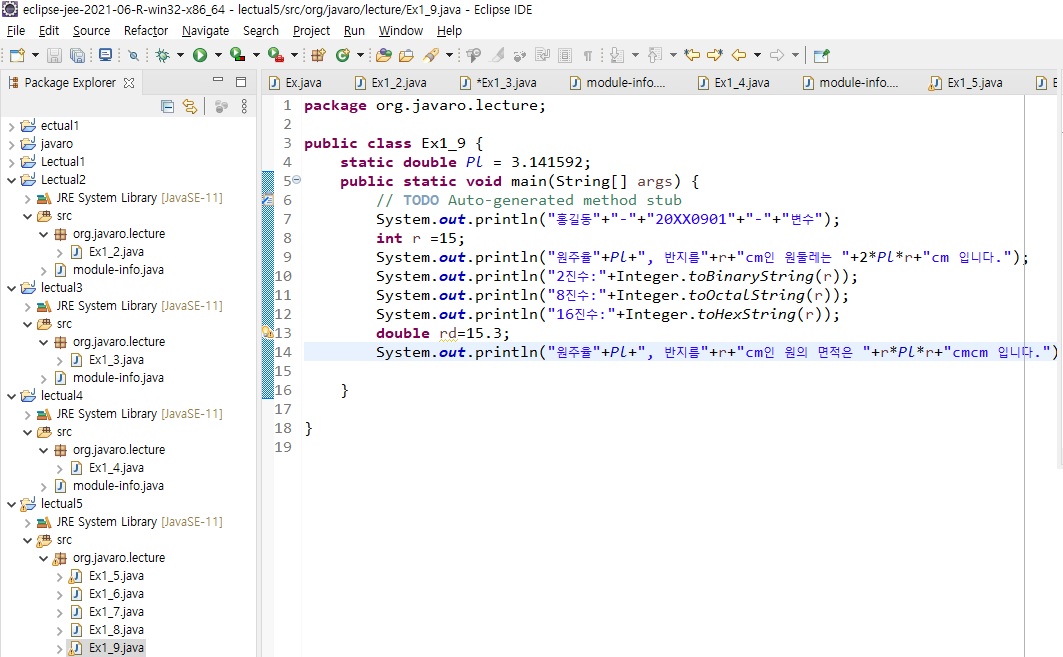 eclipse-jee-2021-06-R-win32-x86_64 - lectual5/src/org/javaro/lecture/Ex1_9.java - Eclipse IDE
File Edit Source Refactor Navigate Search Project Run Window Help
Package Explorer
Ex.java Ex1_2.java *Ex1_3.java module-info.... Ex1_4.java module-info.... Ex1_5.java E
ectual1
javaro
Lectual1
Lectual2
JRE System Library [JavaSE-11]
src
org.javaro.lecture
Ex1_2.java
module-info.java
lectual3
JRE System Library [JavaSE-11]
src
org.javaro.lecture
Ex1_3.java
module-info.java
lectual4
JRE System Library [JavaSE-11]
src
org.javaro.lecture
Ex1_4.java
module-info.java
lectual5
JRE System Library [JavaSE-11]
src
org.javaro.lecture
Ex1_5.java
Ex1_6.java
Ex1_7.java
Ex1_8.java
Ex1_9.java
1 package org.javaro.lecture;
2
3 public class Ex1_9 {
4 static double Pl = 3.141592;
5 public static void main(String[] args) {
6 // TODO Auto-generated method stub
7 System.out.println("홍길동"+"-"+"20XX0901"+"-"+"변수");
8 int r =15;
9 System.out.println("원주율"+Pl+", 반지름"+r+"cm인 원둘레는 "+2*Pl*r+"cm 입니다.");
10 System.out.println("2진수:"+Integer.toBinaryString(r));
11 System.out.println("8진수:"+Integer.toOctalString(r));
12 System.out.println("16진수:"+Integer.toHexString(r));
13 double rd=15.3;
14 System.out.println("원주율"+Pl+", 반지름"+r+"cm인 원의 면적은 "+r*Pl*r+"cmcm 입니다.")
15
16 }
17
18 }
19